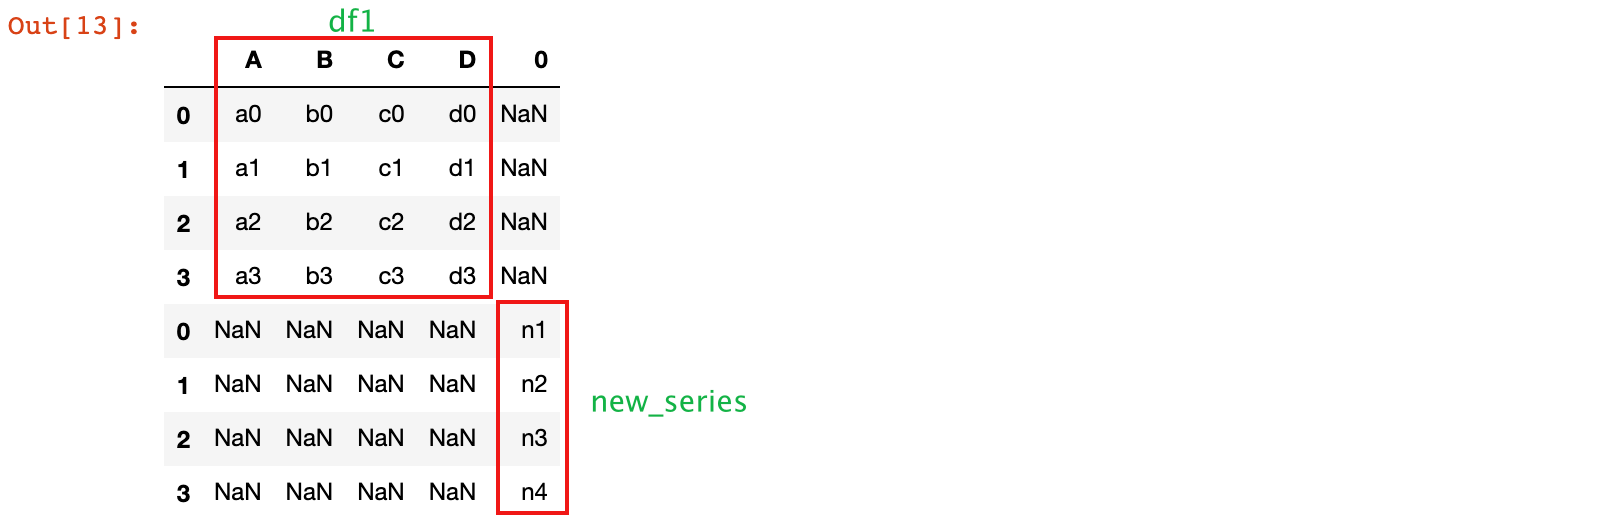 Out[13]:
df1
A B C D 0
0 a0 b0 c0 d0 NaN
1 a1 b1 c1 d1 NaN
2 a2 b2 c2 d2 NaN
3 a3 b3 c3 d3 NaN
0 NaN NaN NaN NaN n1
1 NaN NaN NaN NaN n2
new_series
2 NaN NaN NaN NaN n3
3 NaN NaN NaN NaN n4